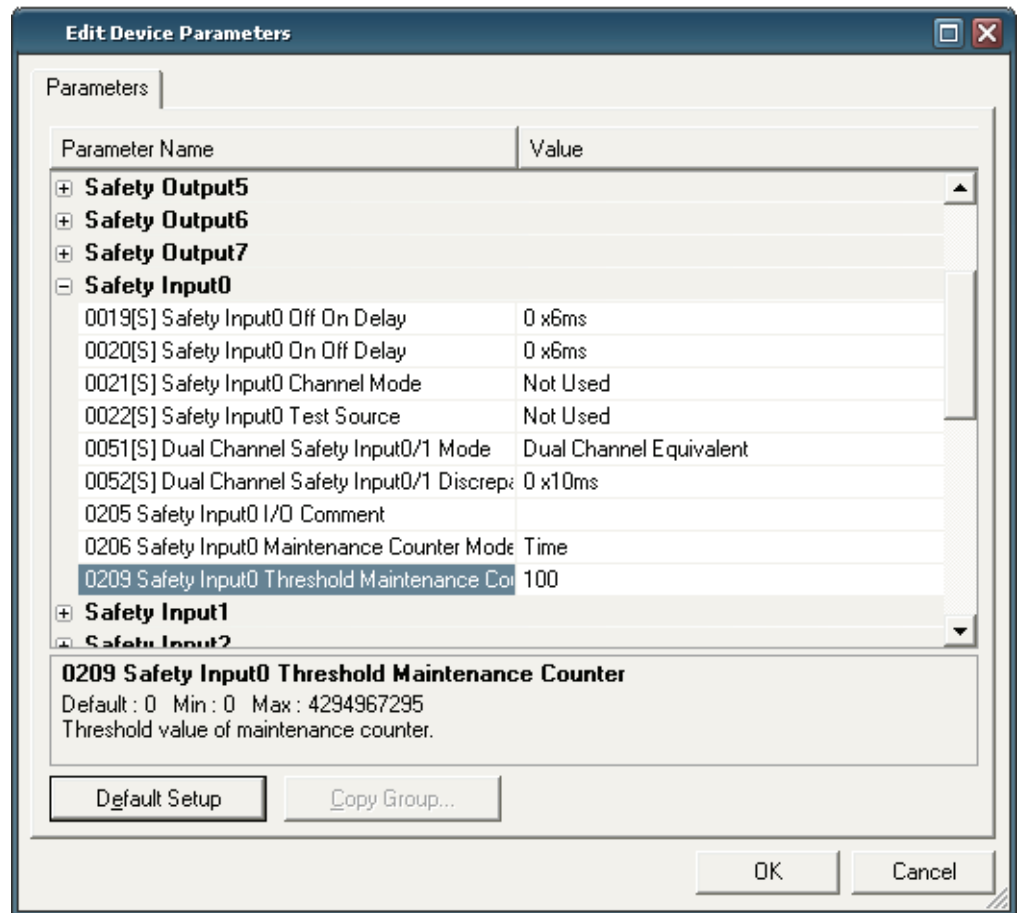 Edit Device Parameters
Parameters
Parameter Name Value
Safety Output5
Safety Output6
Safety Output7
Safety Input0
0019[S] Safety Input0 Off On Delay 0 x6ms
0020[S] Safety Input0 On Off Delay 0 x6ms
0021[S] Safety Input0 Channel Mode Not Used
0022[S] Safety Input0 Test Source Not Used
0051[S] Dual Channel Safety Input0/1 Mode Dual Channel Equivalent
0052[S] Dual Channel Safety Input0/1 Discrepa 0 x10ms
0205 Safety Input0 I/O Comment
0206 Safety Input0 Maintenance Counter Mode Time
0209 Safety Input0 Threshold Maintenance Cou 100
Safety Input1
Safety Input2
0209 Safety Input0 Threshold Maintenance Counter
Default : 0 Min : 0 Max : 4294967295
Threshold value of maintenance counter.
Default Setup Copy Group...
OK Cancel